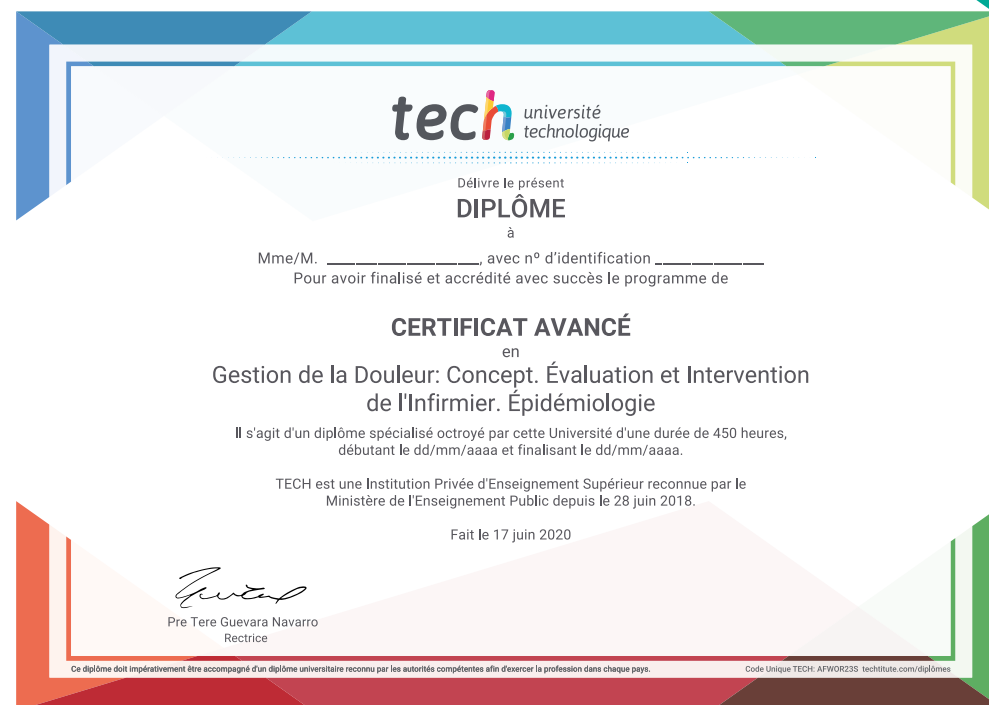 tech université
technologique
Délivre le présent
DIPLÔME
à
Mme/M. ____________________, avec nº d'identification ______________
Pour avoir finalisé et accrédité avec succès le programme de
CERTIFICAT AVANCÉ
en
Gestion de la Douleur: Concept. Évaluation et Intervention
de l'Infirmier. Épidémiologie
Il s'agit d'un diplôme spécialisé octroyé par cette Université d'une durée de 450 heures,
débutant le dd/mm/aaaa et finalisant le dd/mm/aaaa.
TECH est une Institution Privée d'Enseignement Supérieur reconnue par le
Ministère de l'Enseignement Public depuis le 28 juin 2018.
Fait le 17 juin 2020
Pre Tere Guevara Navarro
Rectrice
Ce diplôme doit impérativement être accompagné d'un diplôme universitaire reconnu par les autorités compétentes afin d'exercer la profession dans chaque pays.
Code Unique TECH: AFWOR23S techtitute.com/diplômes